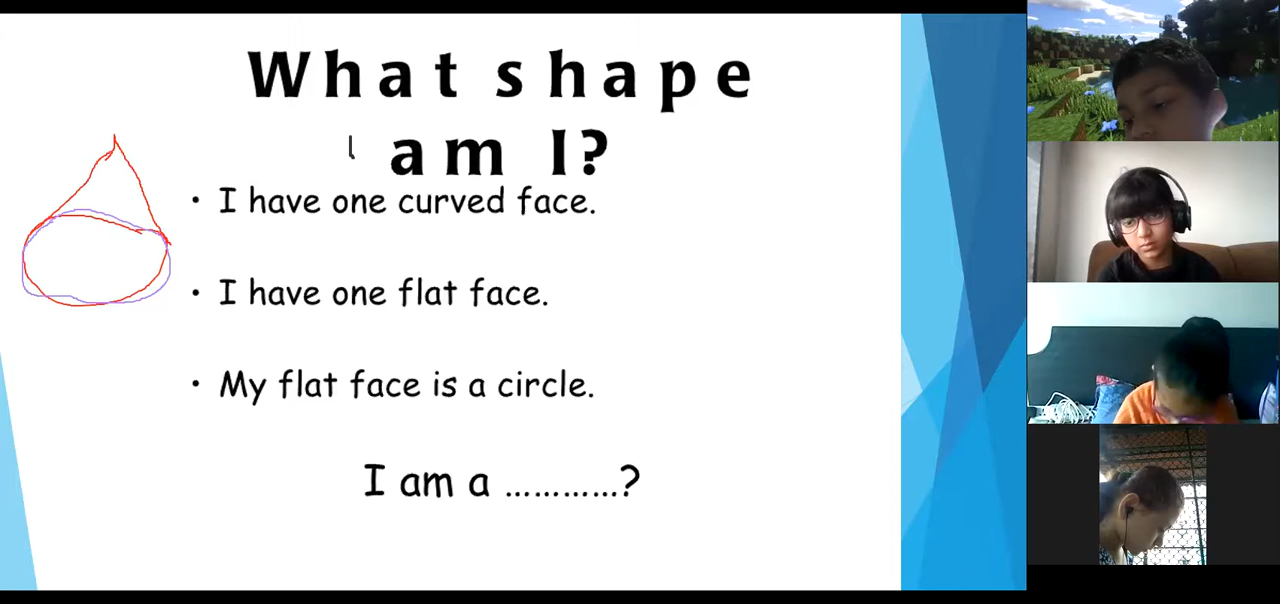 What shape
am I?
• I have one curved face.
• I have one flat face.
• My flat face is a circle.
I am a ............?